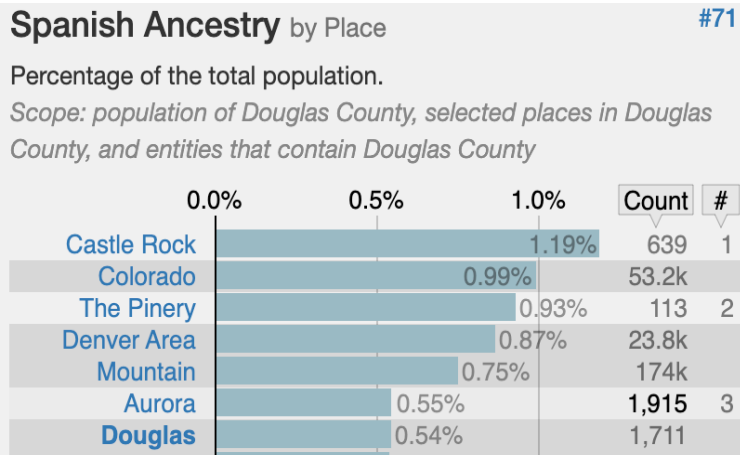 Spanish Ancestry by Place #71
Percentage of the total population.
Scope: population of Douglas County, selected places in Douglas
County, and entities that contain Douglas County
0.0% 0.5% 1.0% Count #
Castle Rock 1.19% 639 1
Colorado 0.99% 53.2k
The Pinery 0.93% 113 2
Denver Area 0.87% 23.8k
Mountain 0.75% 174k
Aurora 0.55% 1,915 3
Douglas 0.54% 1,711